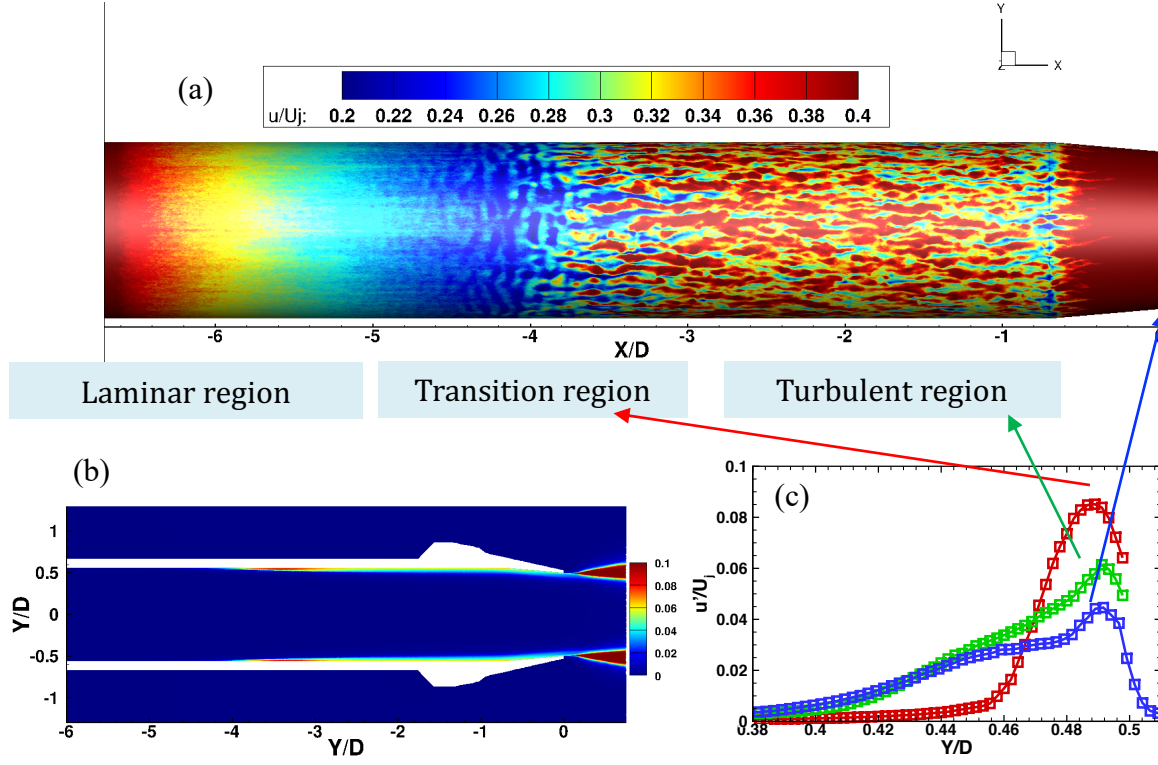 Y
Z X
(a)
u/Uj: 0.2 0.22 0.24 0.26 0.28 0.3 0.32 0.34 0.36 0.38 0.4
-6 -5 -4 -3 -2 -1
X/D
Laminar region Transition region Turbulent region
(b)
1
0.5
0
-0.5
-1
Y/D
-6 -5 -4 -3 -2 -1 0
Y/D
0.1
0.08
0.06
0.04
0.02
0
(c)
0.1
0.08
0.06
0.04
0.02
0
u'/Uj
0.38 0.4 0.42 0.44 0.46 0.48 0.5
Y/D